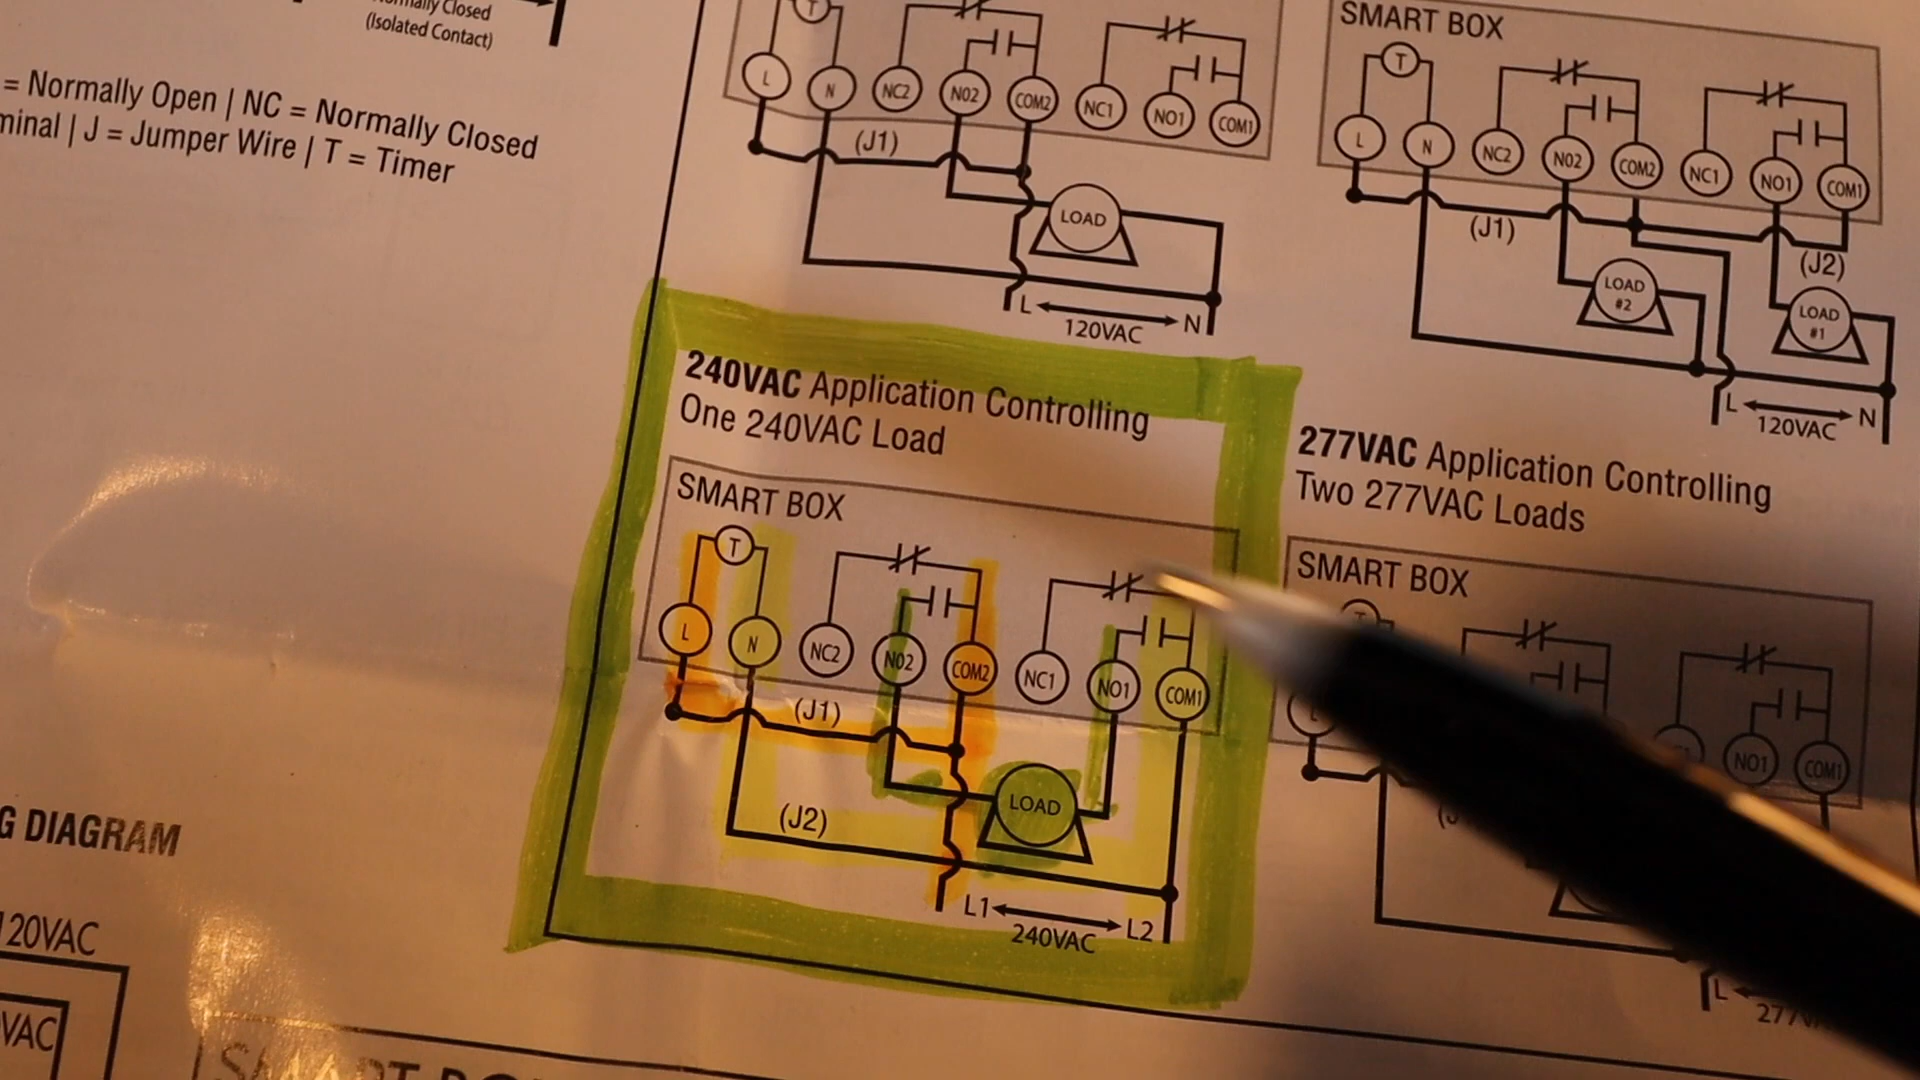 Closed
(Isolated Contact)
= Normally Open | NC = Normally Closed
| J = Jumper Wire | T = Timer
T
L
N
NC2
NO2
COM2
NC1
NO1
COM1
(J1)
LOAD
L
120VAC
N
SMART BOX
T
L
N
NC2
NO2
COM2
NC1
NO1
COM1
(J1)
(J2)
LOAD
#2
LOAD
#1
L
120VAC
N
240VAC Application Controlling
One 240VAC Load
SMART BOX
T
L
N
NC2
NO2
COM2
NC1
NO1
COM1
(J1)
(J2)
LOAD
L1
240VAC
L2
277VAC Application Controlling
Two 277VAC Loads
SMART BOX
NO1
COM1
L
G DIAGRAM
20VAC
VAC